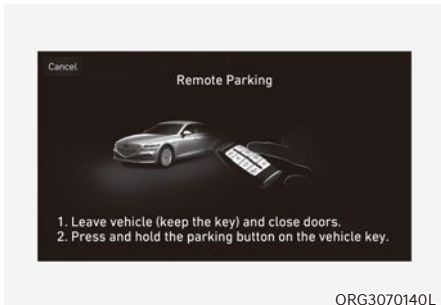 Cancel
Remote Parking
1. Leave vehicle (keep the key) and close doors.
2. Press and hold the parking button on the vehicle key.
ORG3070140L